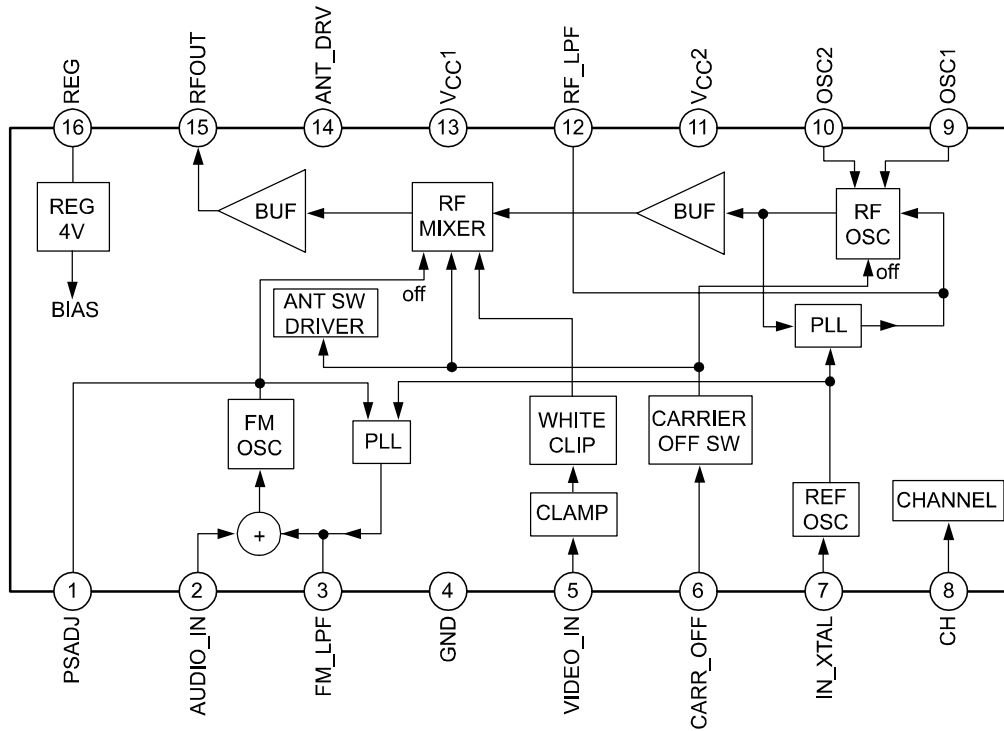 REG
RFOUT
ANT_DRV
VCC1
RF_LPF
VCC2
OSC2
OSC1
16
15
14
13
12
11
10
9
REG
4V
BUF
RF
MIXER
BUF
RF
OSC
off
off
BIAS
ANT SW
DRIVER
PLL
FM
OSC
PLL
WHITE
CLIP
CARRIER
OFF SW
REF
OSC
CHANNEL
CLAMP
+
1
2
3
4
5
6
7
8
PSADJ
AUDIO_IN
FM_LPF
GND
VIDEO_IN
CARR_OFF
IN_XTAL
CH